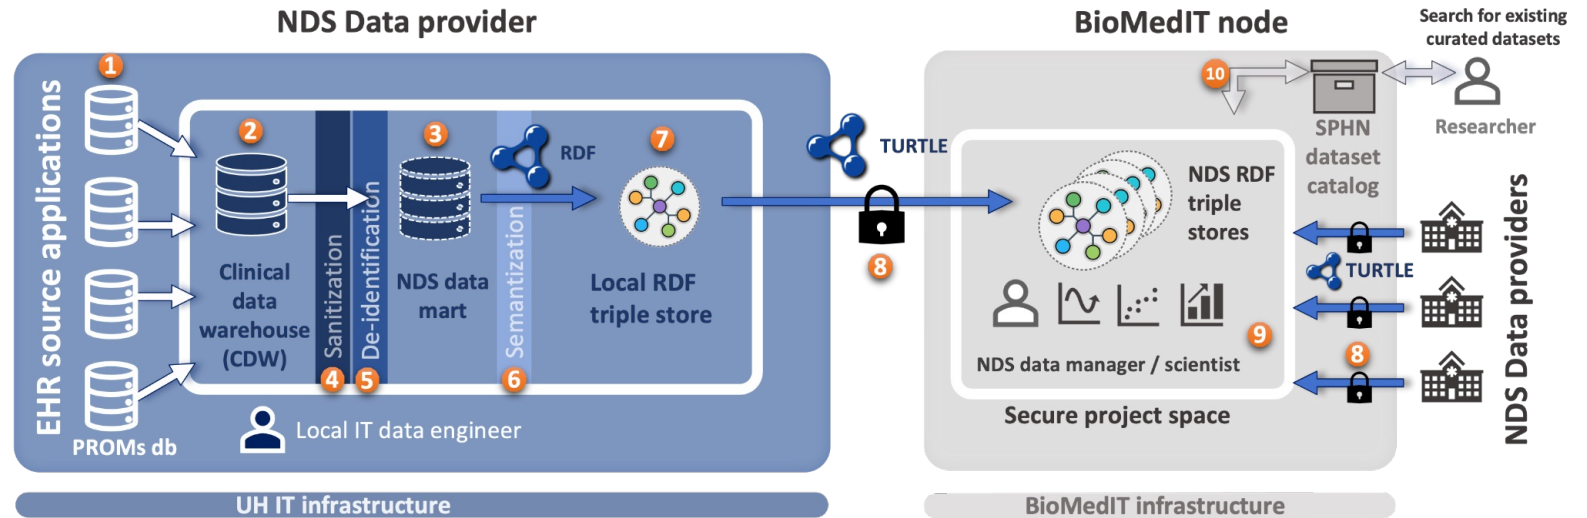 NDS Data provider
BioMedIT node
Search for existing
curated datasets
EHR source applications
1
2
3
RDF
7
TURTLE
10
SPHN
dataset
catalog
Researcher
Clinical
data
warehouse
(CDW)
Sanitization
4
De-identification
5
NDS data
mart
Semantization
6
Local RDF
triple store
8
NDS RDF
triple
stores
TURTLE
8
NDS Data providers
9
NDS data manager / scientist
Secure project space
PROMs db
Local IT data engineer
UH IT infrastructure
BioMedIT infrastructure